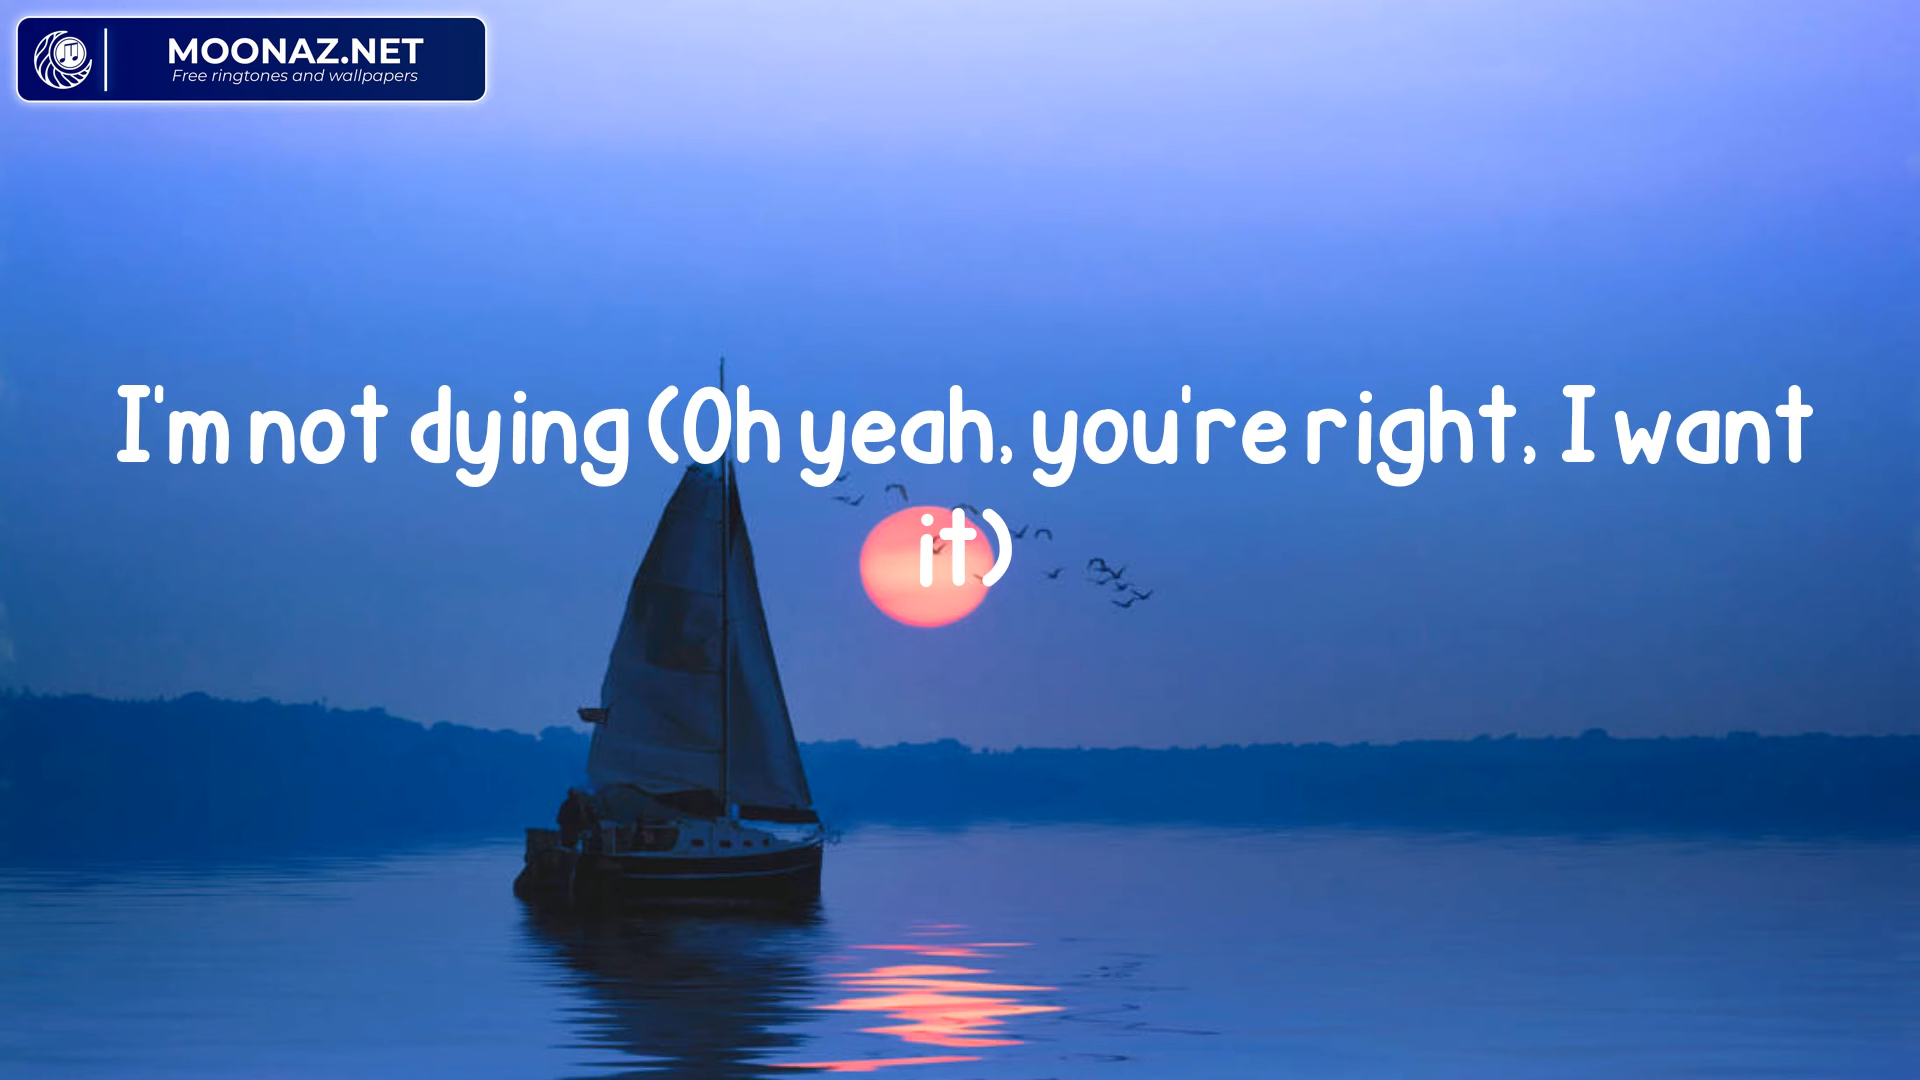 MOONAZ.NET
Free ringtones and wallpapers
I'm not dying (Oh yeah, you're right, I want
it)